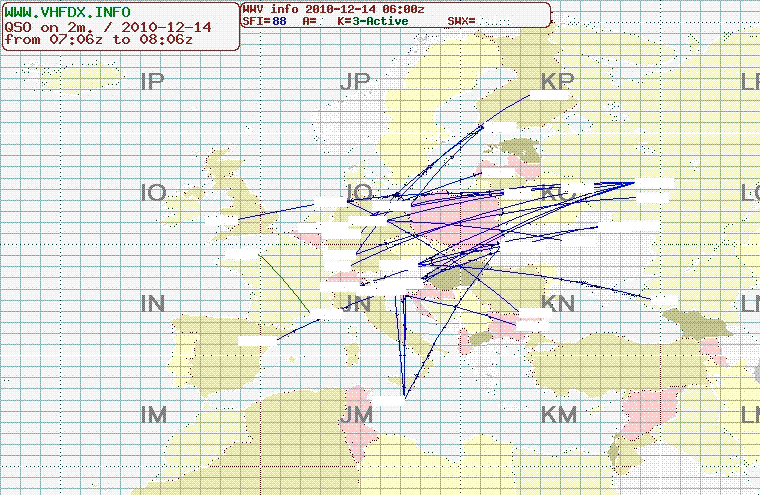 WWW.VHFDX.INFO
QSO on 2m. / 2010-12-14
from 07:06z to 08:06z
WWV info 2010-12-14 06:00z
SFI=88 A= K=3-Active SWX=
IP JP KP LP
IO JO KO LO
IN JN KN LN
IM JM KM LM